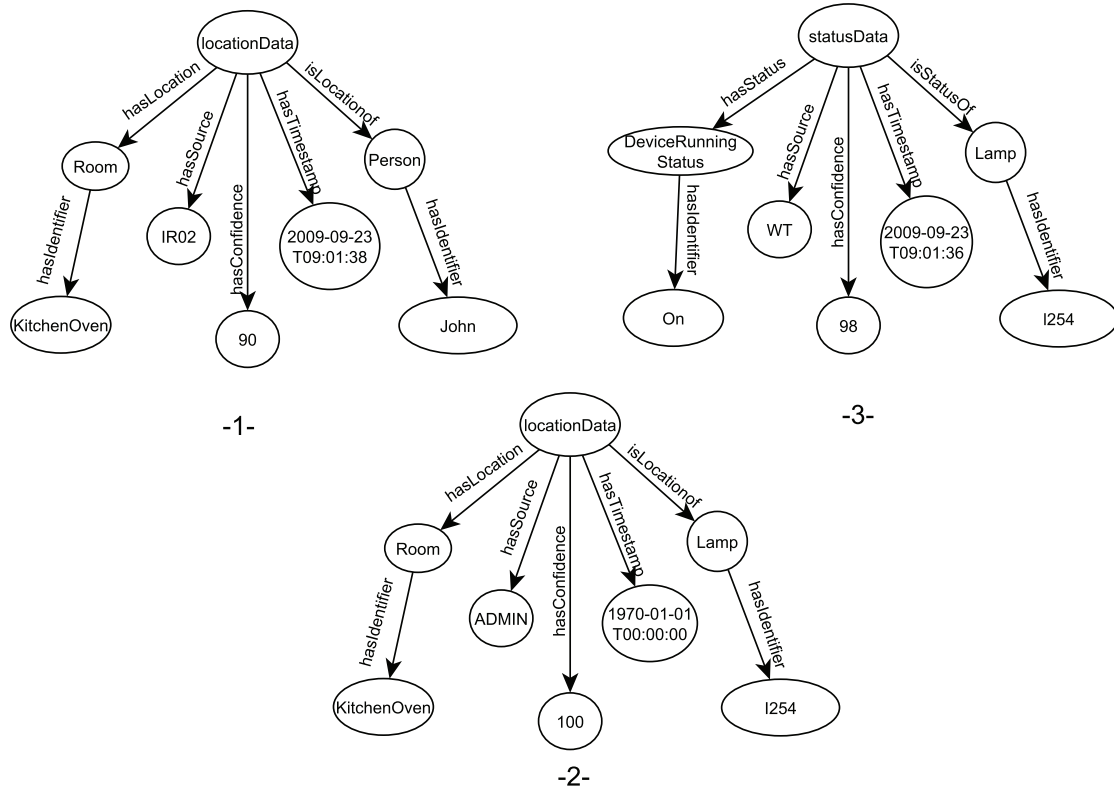 locationData
hasLocation
hasSource
hasConfidence
hasTimestamp
isLocationof
Room
Person
IR02
2009-09-23
T09:01:38
hasIdentifier
hasIdentifier
KitchenOven
90
John
-1-
statusData
hasStatus
hasSource
hasConfidence
hasTimestamp
isStatusOf
DeviceRunning
Status
Lamp
WT
2009-09-23
T09:01:36
hasIdentifier
hasIdentifier
On
98
I254
-3-
locationData
hasLocation
hasSource
hasConfidence
hasTimestamp
isLocationof
Room
Lamp
ADMIN
1970-01-01
T00:00:00
hasIdentifier
hasIdentifier
KitchenOven
100
I254
-2-